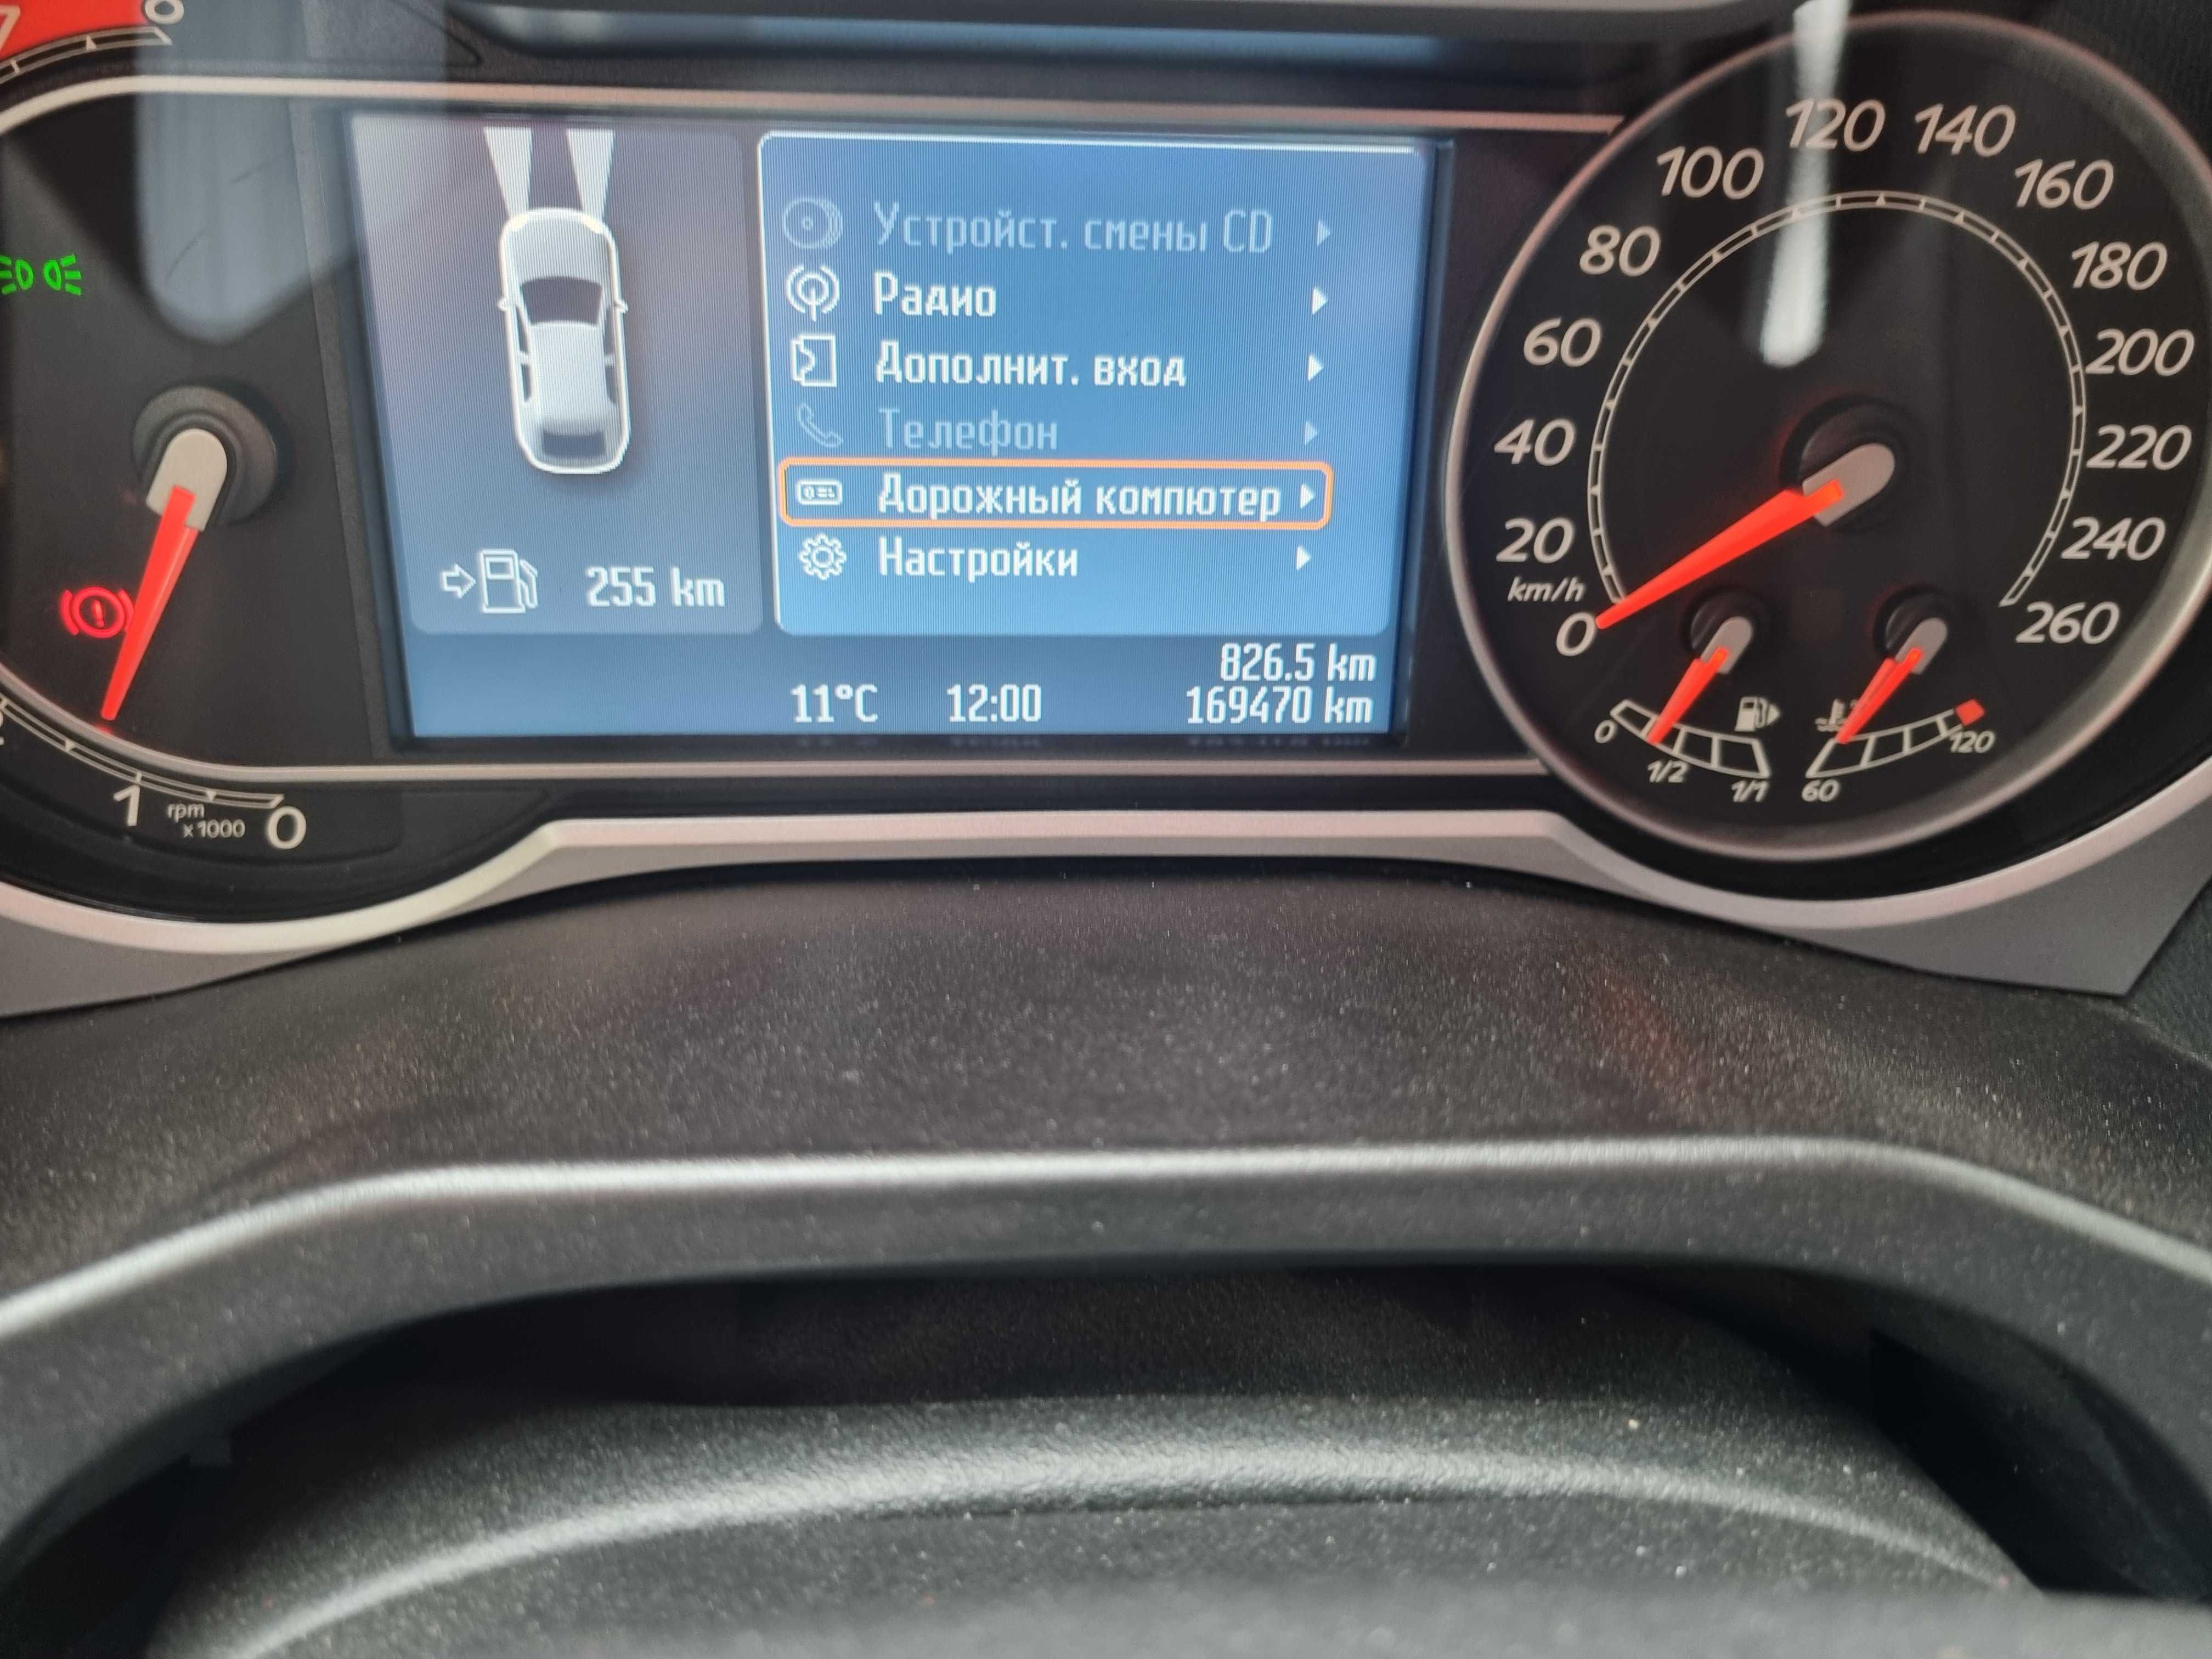 7
8
Устройст. смены CD
Радио
Дополнит. вход
Телефон
Дорожный компютер
Настройки
255 km
826.5 km
11°C 12:00 169470 km
1 rpm x1000 0
0 20 40 60 80 100 120 140 160 180 200 220 240 260
km/h
0 1/2 1/1
60 120